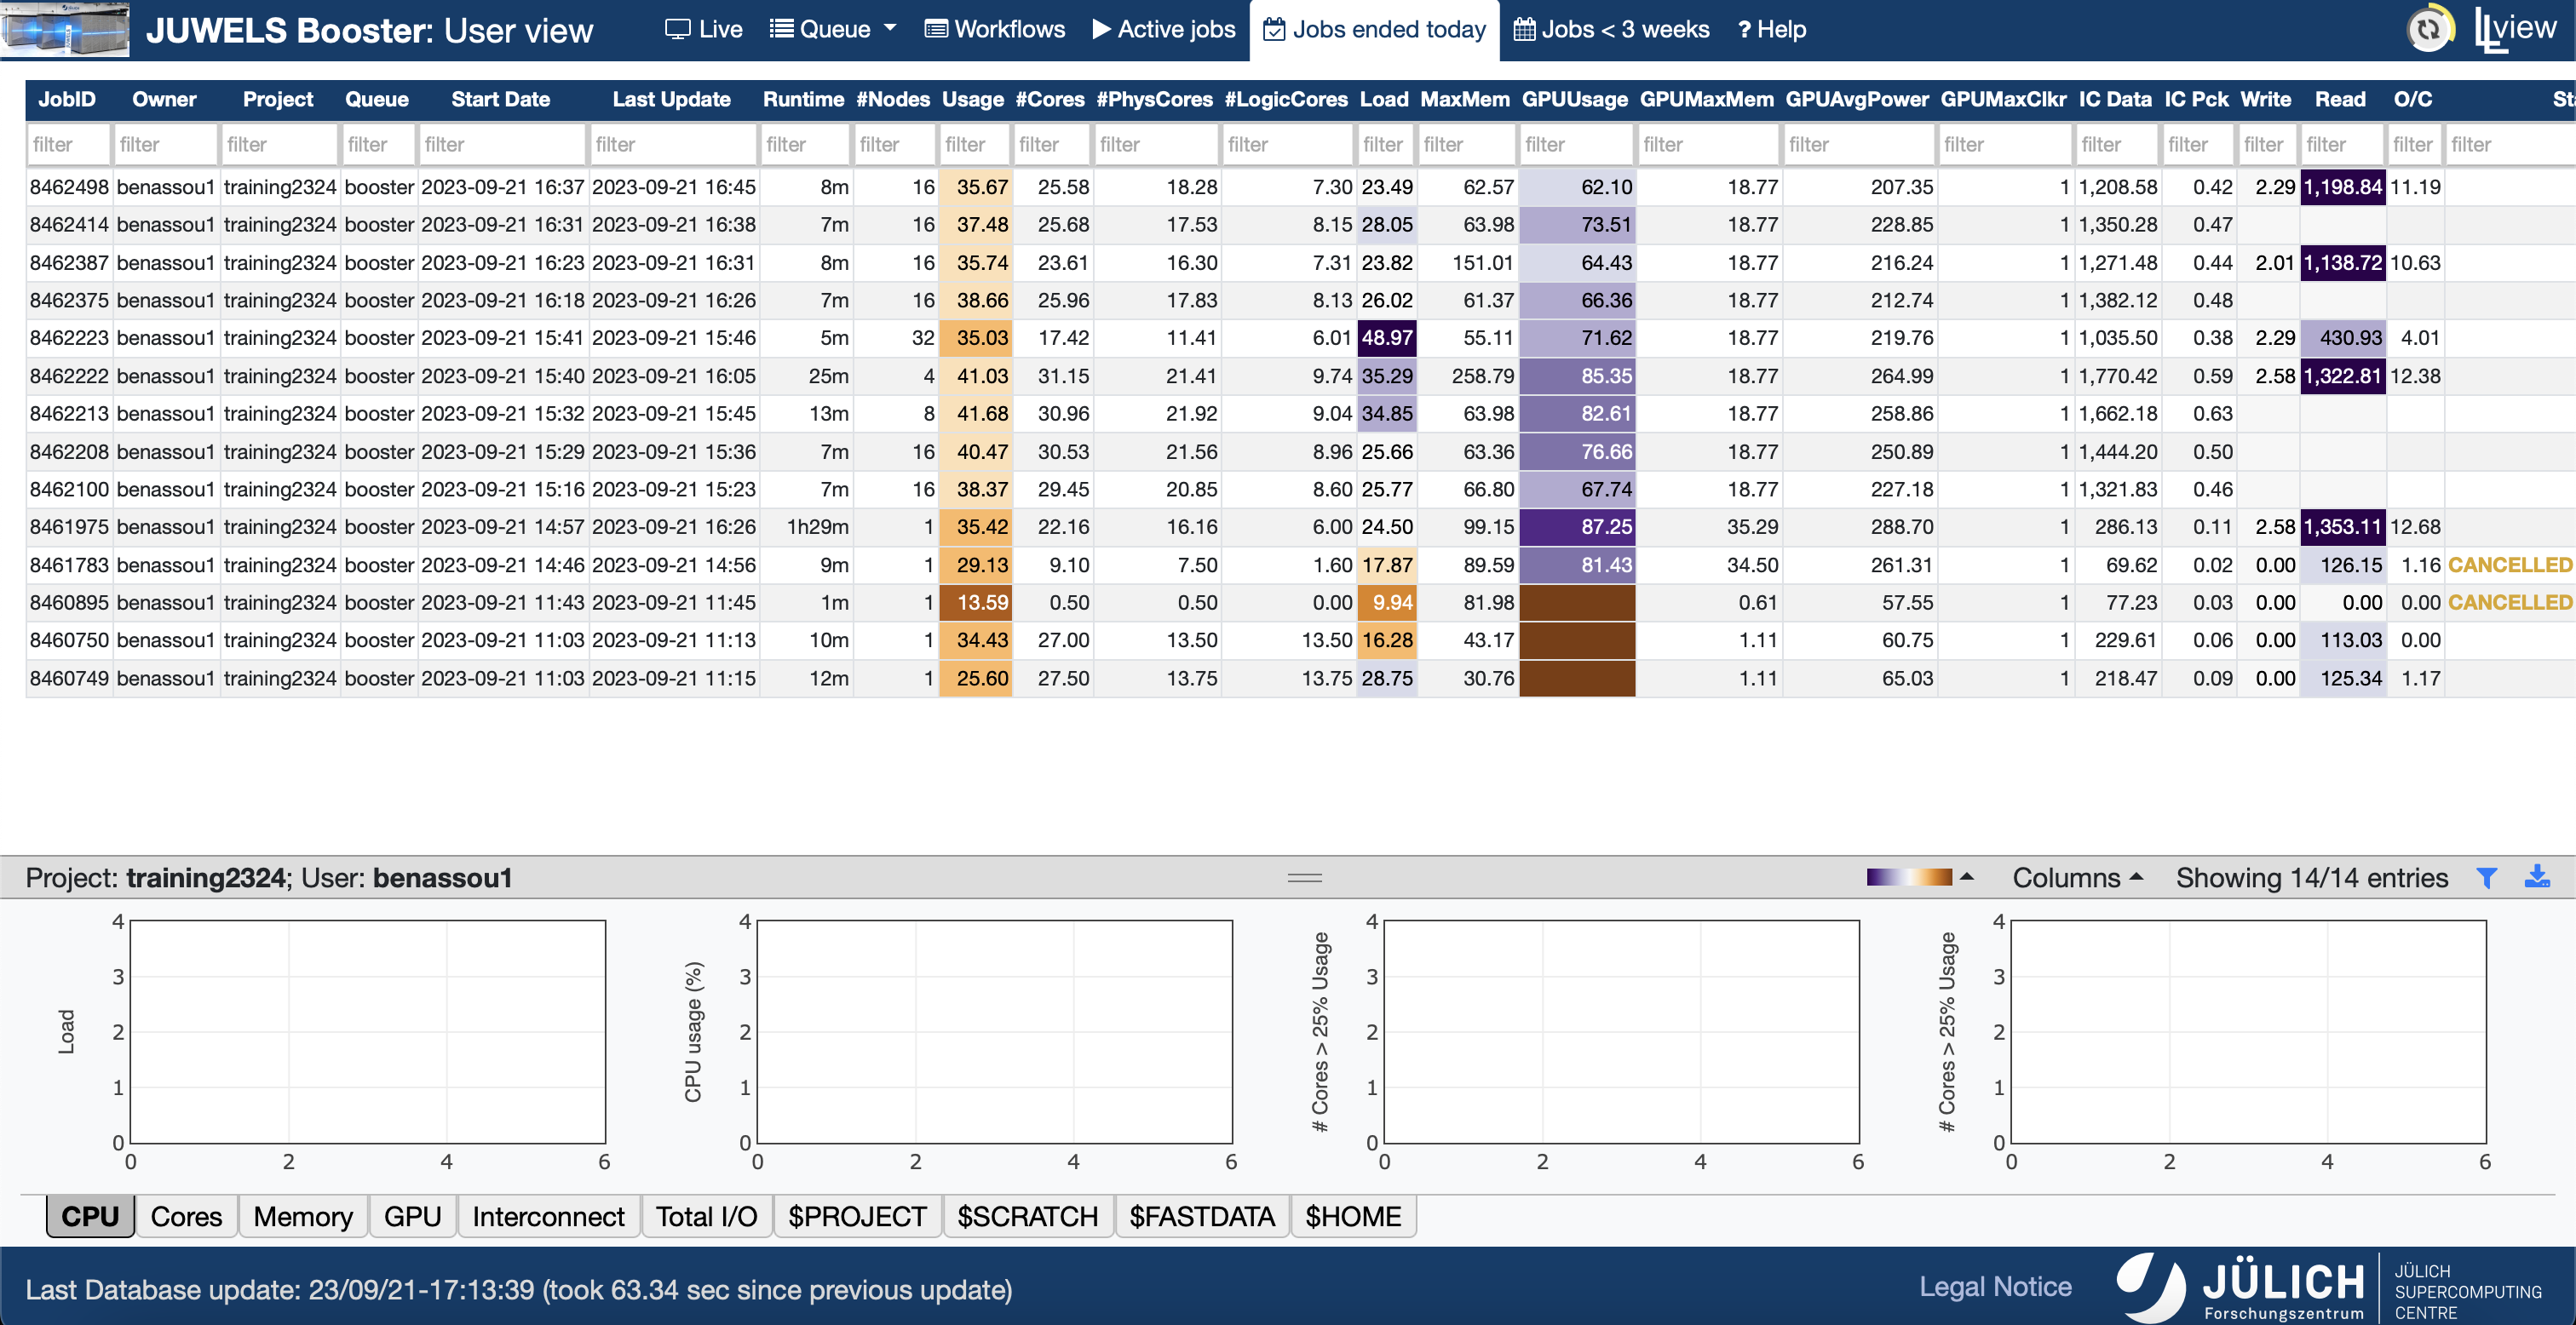 JUWELS Booster: User view Live Queue Workflows Active jobs Jobs ended today Jobs < 3 weeks ? Help LLview
JobID Owner Project Queue Start Date Last Update Runtime #Nodes Usage #Cores #PhysCores #LogicCores Load MaxMem GPUUsage GPUMaxMem GPUAvgPower GPUMaxClkr IC Data IC Pck Write Read O/C
filter filter filter filter filter filter filter filter filter filter filter filter filter filter filter filter filter filter filter filter filter filter filter filter
8462498 benassou1 training2324 booster 2023-09-21 16:37 2023-09-21 16:45 8m 16 35.67 25.58 18.28 7.30 23.49 62.57 62.10 18.77 207.35 1 1,208.58 0.42 2.29 1,198.84 11.19
8462414 benassou1 training2324 booster 2023-09-21 16:31 2023-09-21 16:38 7m 16 37.48 25.68 17.53 8.15 28.05 63.98 73.51 18.77 228.85 1 1,350.28 0.47
8462387 benassou1 training2324 booster 2023-09-21 16:23 2023-09-21 16:31 8m 16 35.74 23.61 16.30 7.31 23.82 151.01 64.43 18.77 216.24 1 1,271.48 0.44 2.01 1,138.72 10.63
8462375 benassou1 training2324 booster 2023-09-21 16:18 2023-09-21 16:26 7m 16 38.66 25.96 17.83 8.13 26.02 61.37 66.36 18.77 212.74 1 1,382.12 0.48
8462223 benassou1 training2324 booster 2023-09-21 15:41 2023-09-21 15:46 5m 32 35.03 17.42 11.41 6.01 48.97 55.11 71.62 18.77 219.76 1 1,035.50 0.38 2.29 430.93 4.01
8462222 benassou1 training2324 booster 2023-09-21 15:40 2023-09-21 16:05 25m 4 41.03 31.15 21.41 9.74 35.29 258.79 85.35 18.77 264.99 1 1,770.42 0.59 2.58 1,322.81 12.38
8462213 benassou1 training2324 booster 2023-09-21 15:32 2023-09-21 15:45 13m 8 41.68 30.96 21.92 9.04 34.85 63.98 82.61 18.77 258.86 1 1,662.18 0.63
8462208 benassou1 training2324 booster 2023-09-21 15:29 2023-09-21 15:36 7m 16 40.47 30.53 21.56 8.96 25.66 63.36 76.66 18.77 250.89 1 1,444.20 0.50
8462100 benassou1 training2324 booster 2023-09-21 15:16 2023-09-21 15:23 7m 16 38.37 29.45 20.85 8.60 25.77 66.80 67.74 18.77 227.18 1 1,321.83 0.46
8461975 benassou1 training2324 booster 2023-09-21 14:57 2023-09-21 16:26 1h29m 1 35.42 22.16 16.16 6.00 24.50 99.15 87.25 35.29 288.70 1 286.13 0.11 2.58 1,353.11 12.68
8461783 benassou1 training2324 booster 2023-09-21 14:46 2023-09-21 14:56 9m 1 29.13 9.10 7.50 1.60 17.87 89.59 81.43 34.50 261.31 1 69.62 0.02 0.00 126.15 1.16 CANCELLED
8460895 benassou1 training2324 booster 2023-09-21 11:43 2023-09-21 11:45 1m 1 13.59 0.50 0.50 0.00 9.94 81.98 0.61 57.55 1 77.23 0.03 0.00 0.00 0.00 CANCELLED
8460750 benassou1 training2324 booster 2023-09-21 11:03 2023-09-21 11:13 10m 1 34.43 27.00 13.50 13.50 16.28 43.17 1.11 60.75 1 229.61 0.06 0.00 113.03 0.00
8460749 benassou1 training2324 booster 2023-09-21 11:03 2023-09-21 11:15 12m 1 25.60 27.50 13.75 13.75 28.75 30.76 1.11 65.03 1 218.47 0.09 0.00 125.34 1.17
Project: training2324; User: benassou1 Columns Showing 14/14 entries
4 4 4 4
3 3 3 3
2 2 2 2
1 1 1 1
0 0 0 0
Load CPU usage (%) # Cores > 25% Usage # Cores > 25% Usage
0 2 4 6 0 2 4 6 0 2 4 6 0 2 4 6
CPU Cores Memory GPU Interconnect Total I/O $PROJECT $SCRATCH $FASTDATA $HOME
Last Database update: 23/09/21-17:13:39 (took 63.34 sec since previous update) Legal Notice
JÜLICH
Forschungszentrum
JÜLICH
SUPERCOMPUTING
CENTRE